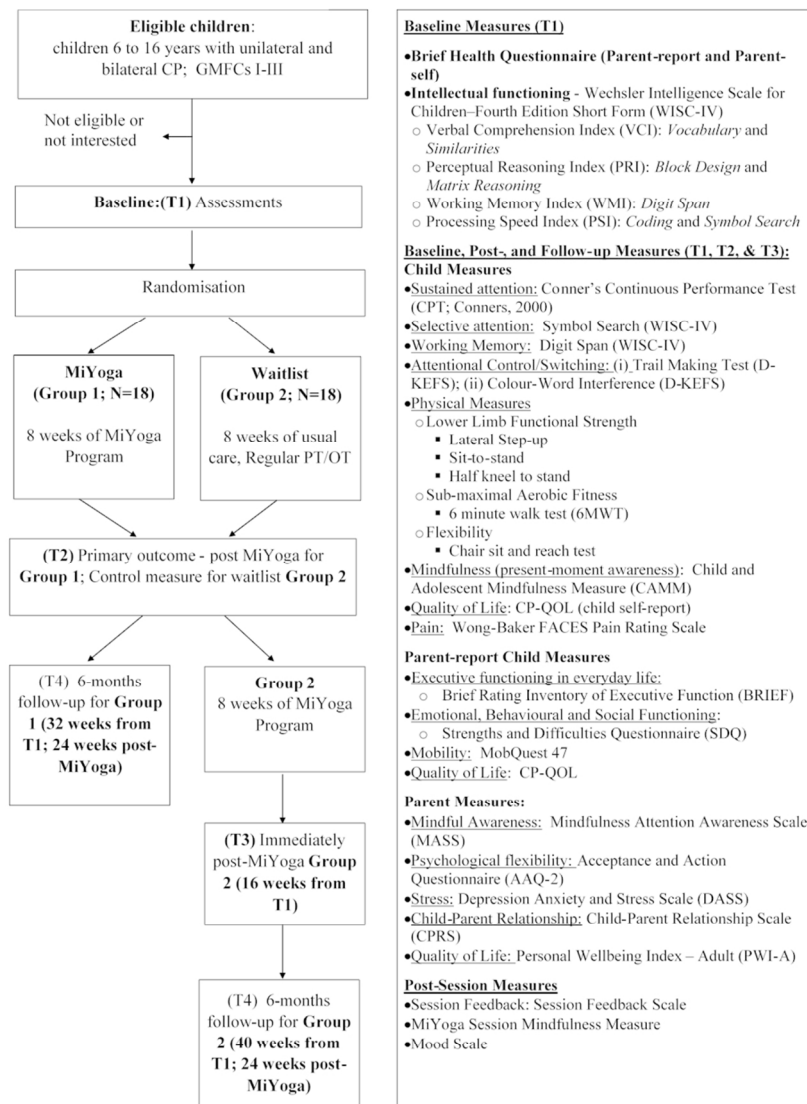 Eligible children:
children 6 to 16 years with unilateral and
bilateral CP; GMFCs I-III
Not eligible or
not interested
Baseline:(T1) Assessments
Randomisation
MiYoga
(Group 1; N=18)
8 weeks of MiYoga
Program
Waitlist
(Group 2; N=18)
8 weeks of usual
care, Regular PT/OT
(T2) Primary outcome - post MiYoga for
Group 1; Control measure for waitlist Group 2
(T4) 6-months
follow-up for Group
1 (32 weeks from
T1; 24 weeks post-
MiYoga)
Group 2
8 weeks of MiYoga
Program
(T3) Immediately
post-MiYoga Group
2 (16 weeks from
T1)
(T4) 6-months
follow-up for Group
2 (40 weeks from
T1; 24 weeks post-
MiYoga)
Baseline Measures (T1)
•Brief Health Questionnaire (Parent-report and Parent-
self)
•Intellectual functioning - Wechsler Intelligence Scale for
Children–Fourth Edition Short Form (WISC-IV)
○ Verbal Comprehension Index (VCI): Vocabulary and
Similarities
○ Perceptual Reasoning Index (PRI): Block Design and
Matrix Reasoning
○ Working Memory Index (WMI): Digit Span
○ Processing Speed Index (PSI): Coding and Symbol Search
Baseline, Post-, and Follow-up Measures (T1, T2, & T3):
Child Measures
•Sustained attention: Conner's Continuous Performance Test
(CPT; Conners, 2000)
•Selective attention: Symbol Search (WISC-IV)
•Working Memory: Digit Span (WISC-IV)
•Attentional Control/Switching: (i) Trail Making Test (D-
KEFS); (ii) Colour-Word Interference (D-KEFS)
•Physical Measures
○Lower Limb Functional Strength
▪ Lateral Step-up
▪ Sit-to-stand
▪ Half kneel to stand
○Sub-maximal Aerobic Fitness
▪ 6 minute walk test (6MWT)
○Flexibility
▪ Chair sit and reach test
•Mindfulness (present-moment awareness): Child and
Adolescent Mindfulness Measure (CAMM)
•Quality of Life: CP-QOL (child self-report)
•Pain: Wong-Baker FACES Pain Rating Scale
Parent-report Child Measures
•Executive functioning in everyday life:
○ Brief Rating Inventory of Executive Function (BRIEF)
•Emotional, Behavioural and Social Functioning:
○ Strengths and Difficulties Questionnaire (SDQ)
•Mobility: MobQuest 47
•Quality of Life: CP-QOL
Parent Measures:
•Mindful Awareness: Mindfulness Attention Awareness Scale
(MASS)
•Psychological flexibility: Acceptance and Action
Questionnaire (AAQ-2)
•Stress: Depression Anxiety and Stress Scale (DASS)
•Child-Parent Relationship: Child-Parent Relationship Scale
(CPRS)
•Quality of Life: Personal Wellbeing Index – Adult (PWI-A)
Post-Session Measures
•Session Feedback: Session Feedback Scale
•MiYoga Session Mindfulness Measure
•Mood Scale